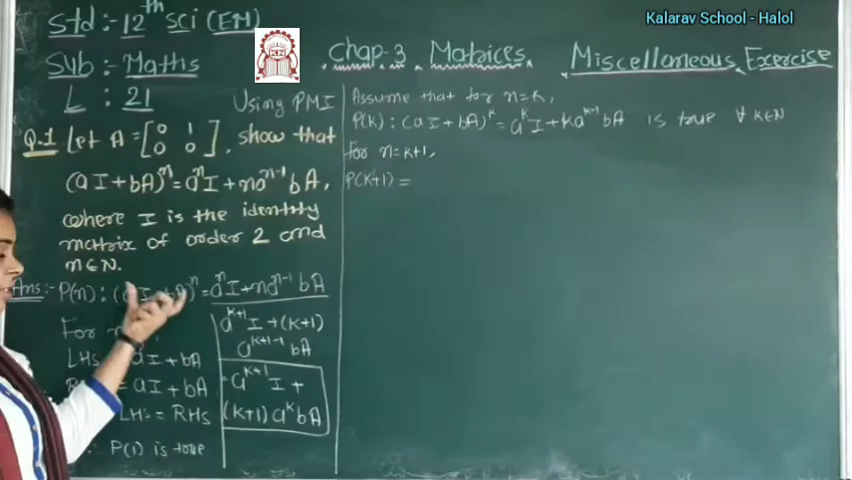 Kalarav School - Halol
Std :- 12th Sci (EM)
Sub :- Maths
L : 21
KN
Chap-3 Matrices Miscellaneous Exercise
Using PMI
Q.1 Let A = [0 1
0 0], show that
(aI+bA)^n = a^n I + na^(n-1) bA,
where I is the identity
matrix of order 2 and
n∈N.
Ans:- P(n) : (aI+bA)^n = a^n I + na^(n-1) bA
For
LHS aI + bA
= aI + bA
LHS = RHS
∴ P(1) is true
a^(k+1) I + (k+1)
a^(k+1-1) bA
= a^(k+1) I +
(k+1) a^k bA
Assume that for n=k,
P(k) : (aI+bA)^k = a^k I + ka^(k-1) bA is true ∀ k∈N
For n=k+1,
P(k+1) =